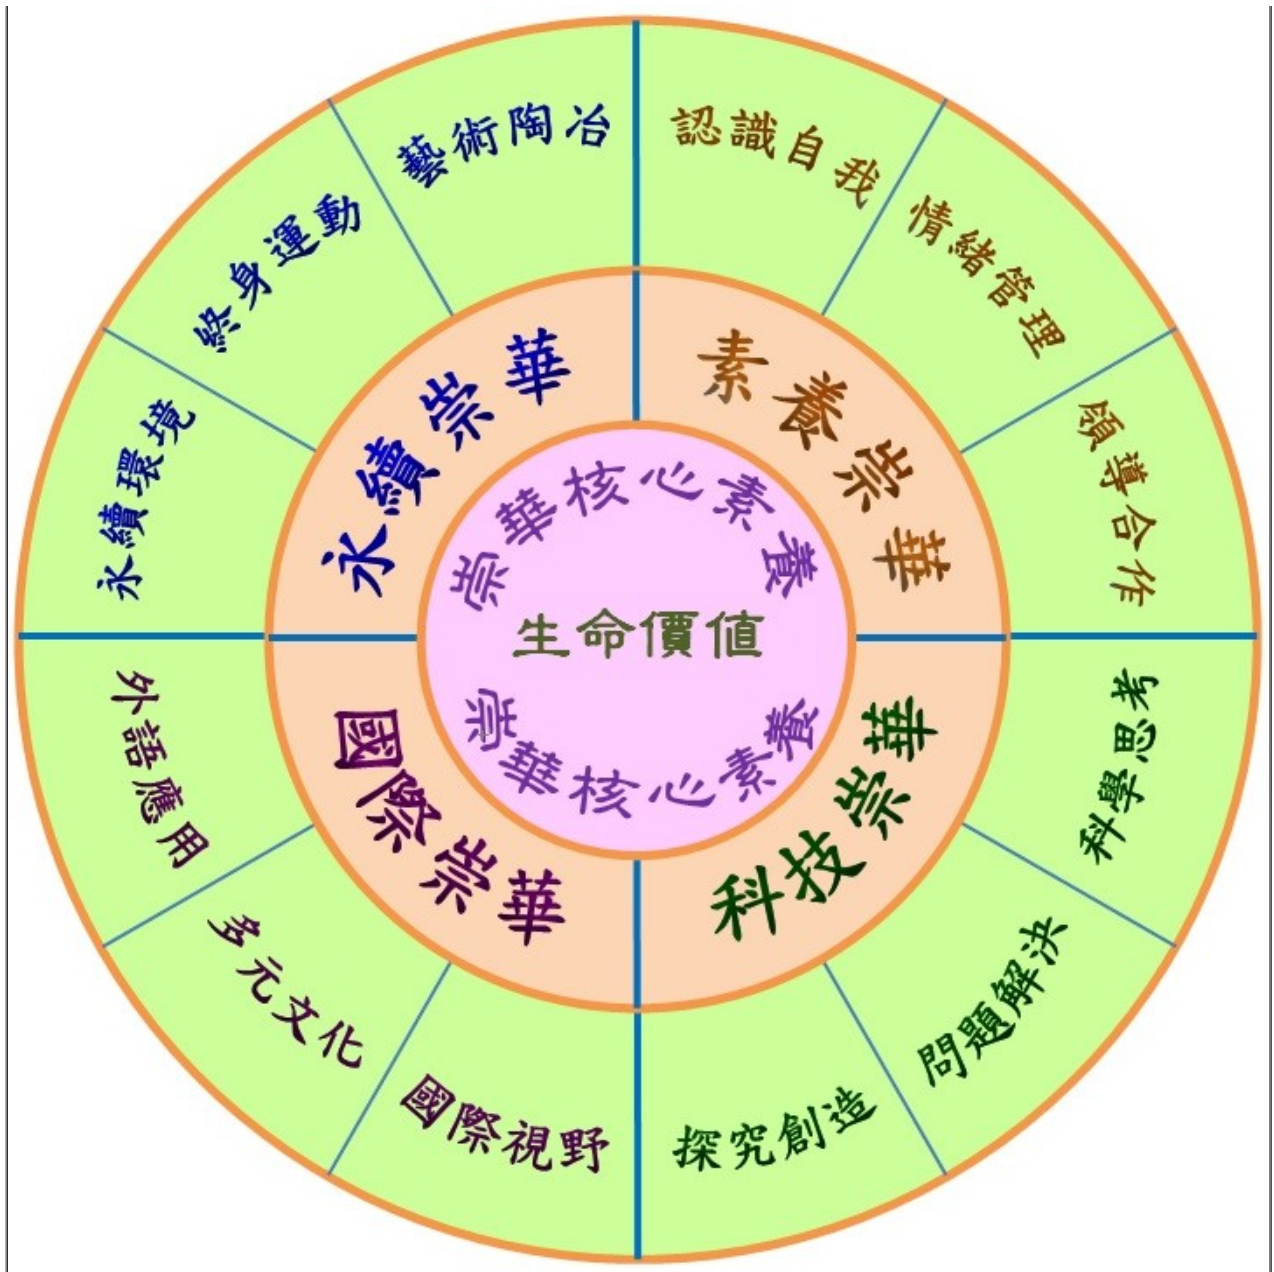 藝術陶冶
認識自我
終身運動
情緒管理
永續環境
領導合作
永續崇華
素養崇華
崇華核心素養
生命價值
崇華核心素養
國際崇華
科技崇華
外語應用
科學思考
多元文化
問題解決
國際視野
探究創造